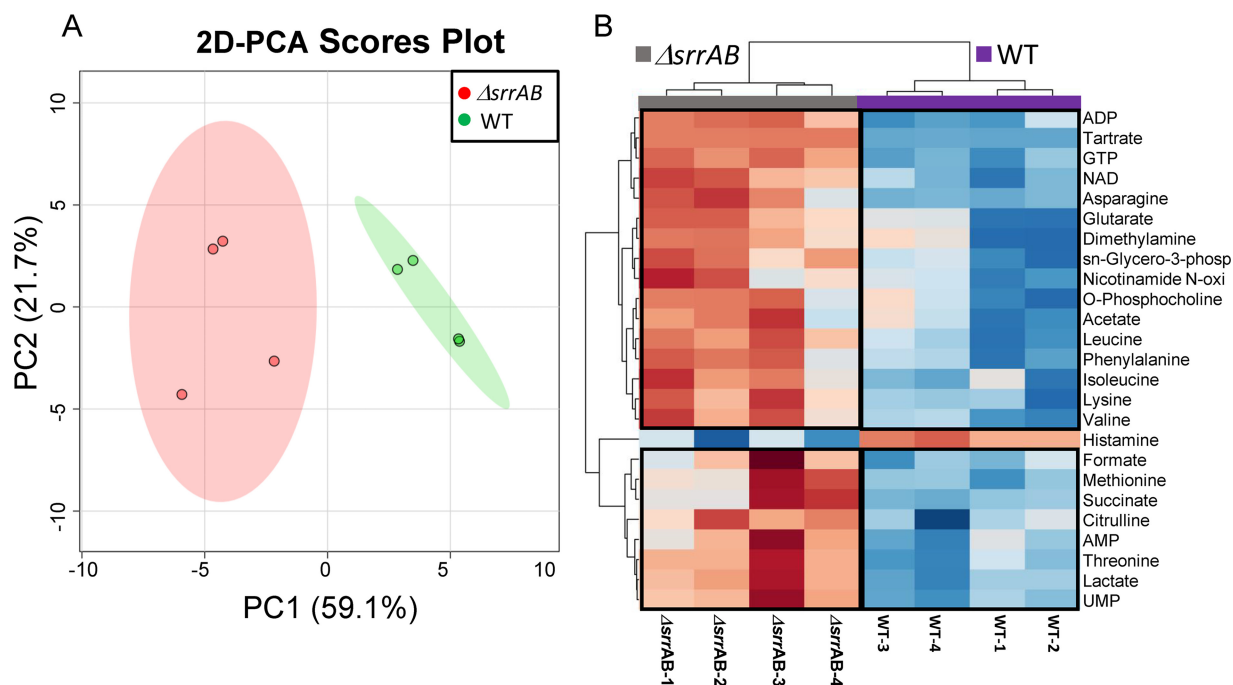 A
2D-PCA Scores Plot
ΔsrrAB
WT
10
5
0
-5
-10
PC2 (21.7%)
-10
-5
0
5
10
PC1 (59.1%)
B
ΔsrrAB
WT
ADP
Tartrate
GTP
NAD
Asparagine
Glutarate
Dimethylamine
sn-Glycero-3-phosp
Nicotinamide N-oxi
O-Phosphocholine
Acetate
Leucine
Phenylalanine
Isoleucine
Lysine
Valine
Histamine
Formate
Methionine
Succinate
Citrulline
AMP
Threonine
Lactate
UMP
ΔsrrAB-1
ΔsrrAB-2
ΔsrrAB-3
ΔsrrAB-4
WT-3
WT-4
WT-1
WT-2